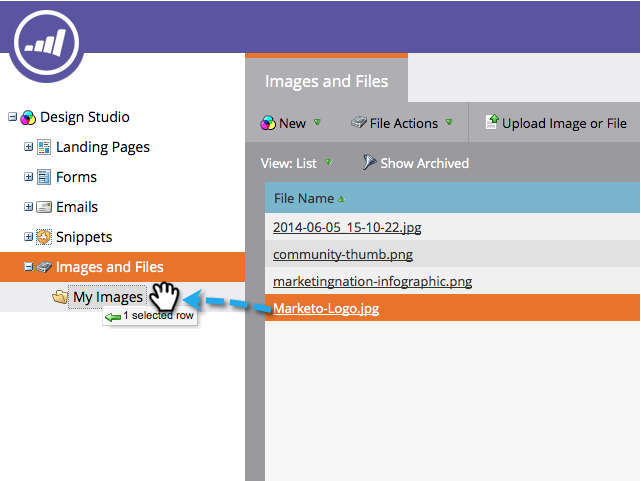 Images and Files
Design Studio
Landing Pages
Forms
Emails
Snippets
Images and Files
My Images
1 selected row
New
File Actions
Upload Image or File
View: List
Show Archived
File Name
2014-06-05_15-10-22.jpg
community-thumb.png
marketingnation-infographic.png
Marketo-Logo.jpg